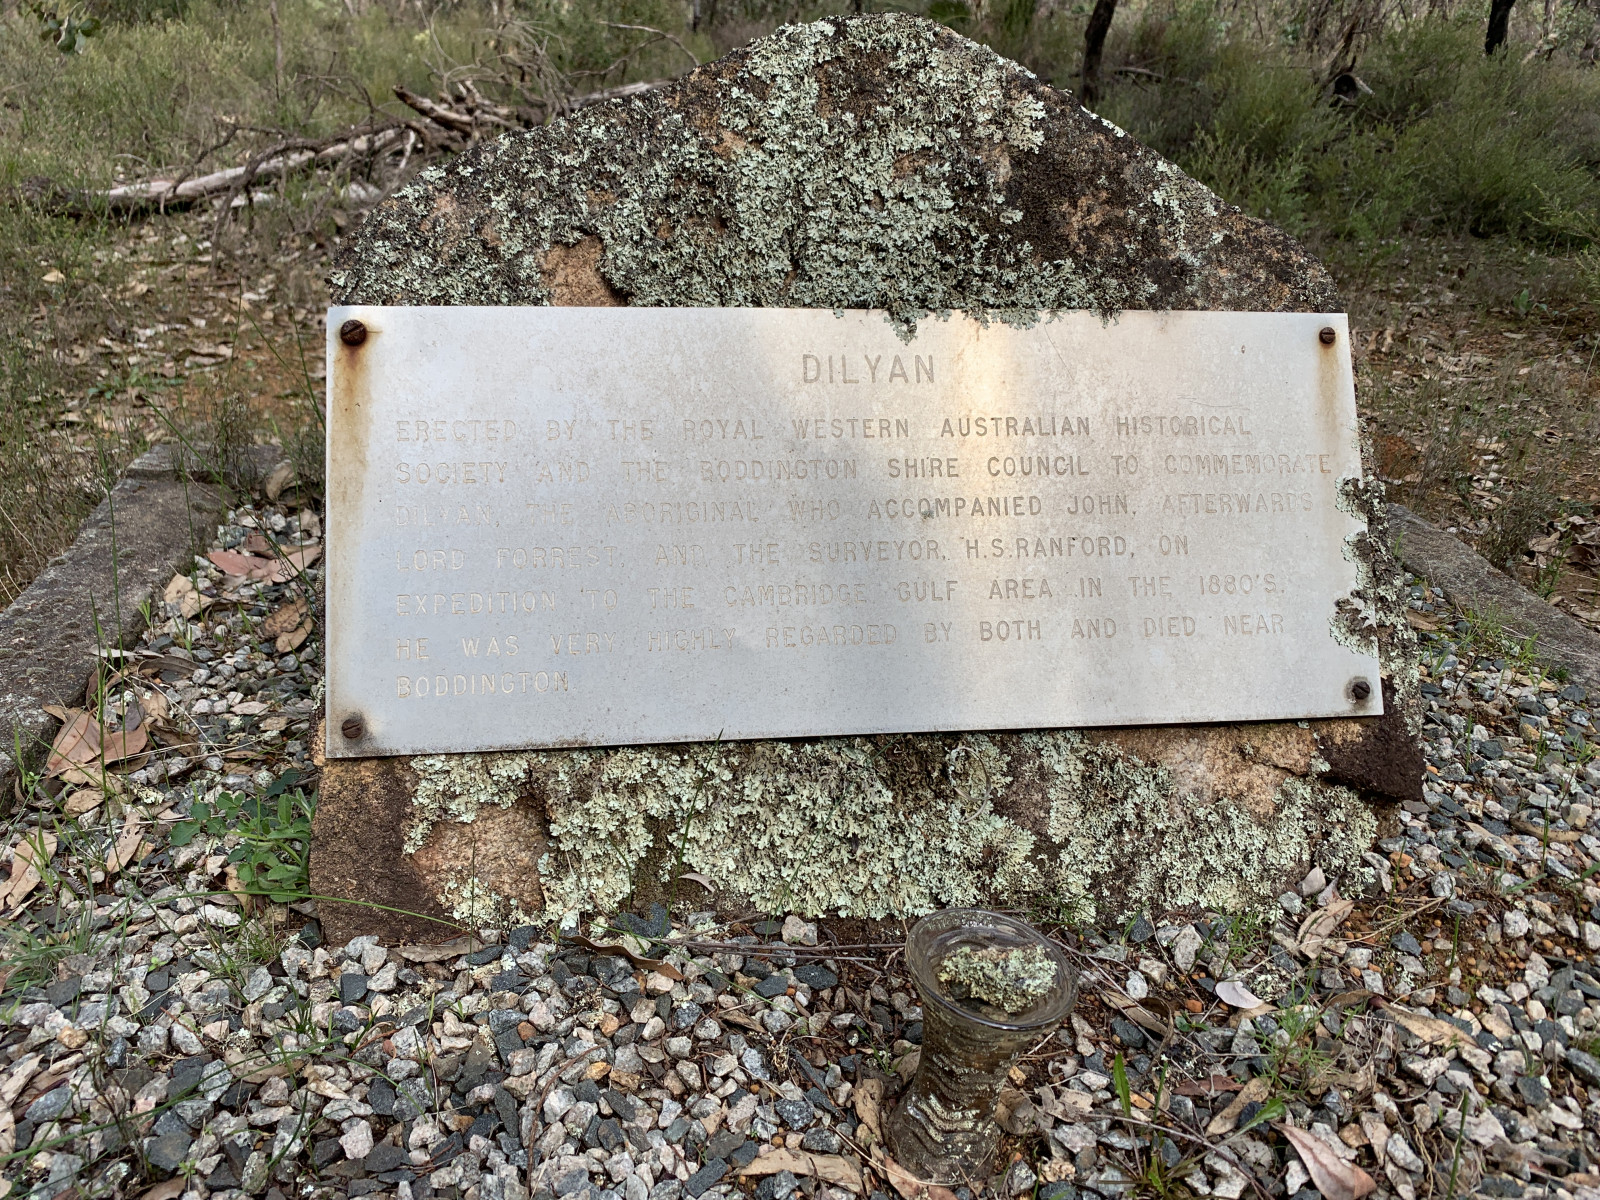 DILYAN
ERECTED BY THE ROYAL WESTERN AUSTRALIAN HISTORICAL
SOCIETY AND THE BODDINGTON SHIRE COUNCIL TO COMMEMORATE
DILYAN, THE ABORIGINAL WHO ACCOMPANIED JOHN, AFTERWARDS
LORD FORREST, AND THE SURVEYOR, H.S.RANFORD, ON
EXPEDITION TO THE CAMBRIDGE GULF AREA IN THE 1880'S.
HE WAS VERY HIGHLY REGARDED BY BOTH AND DIED NEAR
BODDINGTON.